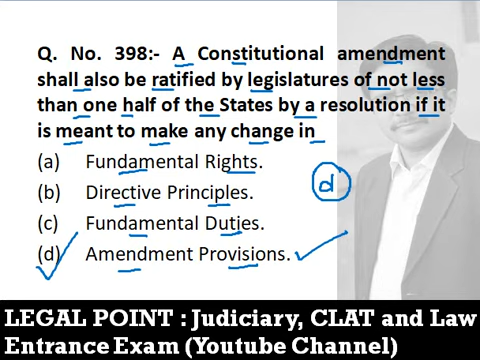 Q. No. 398:- A Constitutional amendment
shall also be ratified by legislatures of not less
than one half of the States by a resolution if it
is meant to make any change in
(a) Fundamental Rights.
(b) Directive Principles.
(c) Fundamental Duties.
(d) Amendment Provisions.
d
LEGAL POINT : Judiciary, CLAT and Law
Entrance Exam (Youtube Channel)